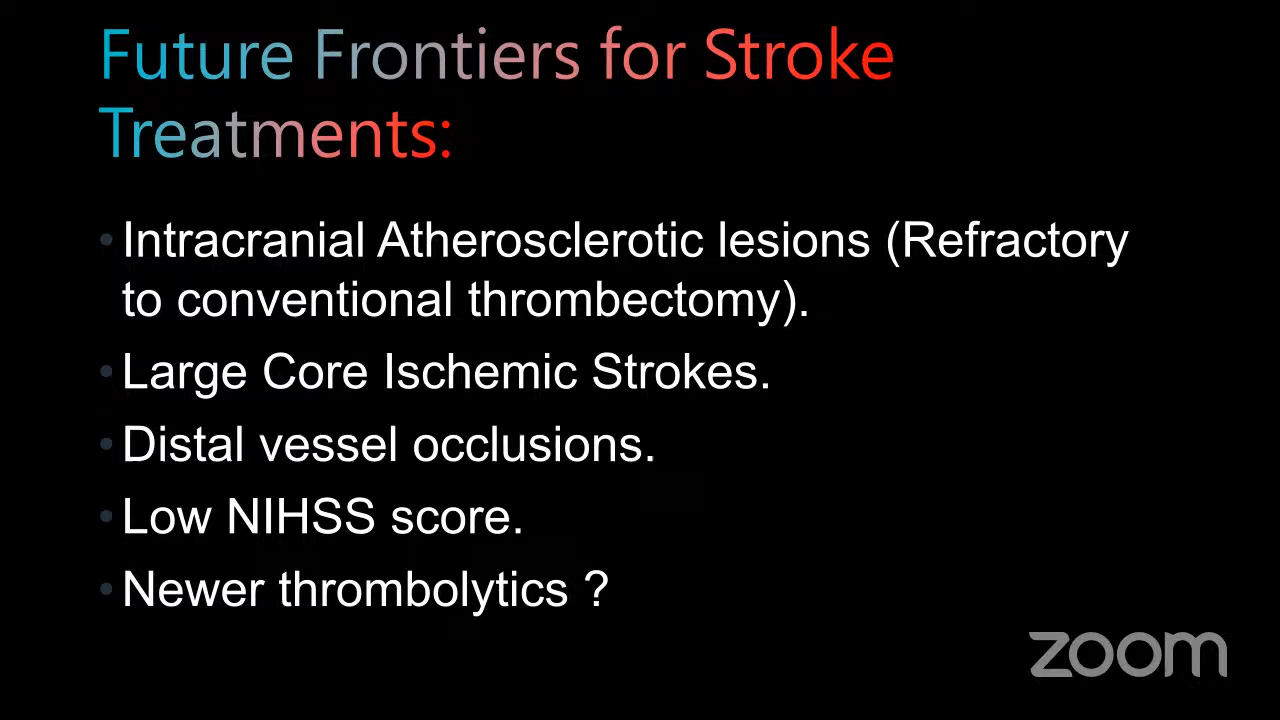 Future Frontiers for Stroke
Treatments:
• Intracranial Atherosclerotic lesions (Refractory
to conventional thrombectomy).
• Large Core Ischemic Strokes.
• Distal vessel occlusions.
• Low NIHSS score.
• Newer thrombolytics ?
zoom